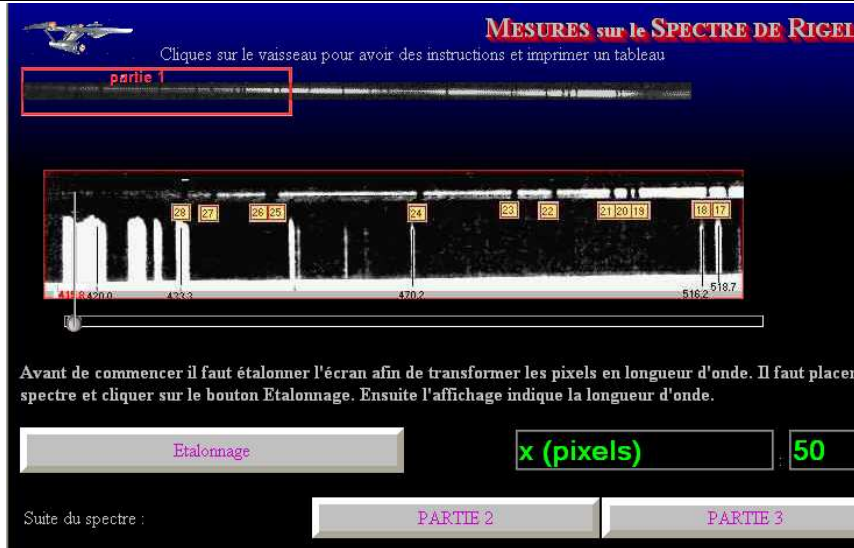 MESURES sur le SPECTRE DE RIGEL
Cliques sur le vaisseau pour avoir des instructions et imprimer un tableau
partie 1
28 27 26 25 24 23 22 21 20 19 18 17
415.8 420.0 433.3 470.2 516.2 518.7
Avant de commencer il faut étalonner l'écran afin de transformer les pixels en longueur d'onde. Il faut placer
spectre et cliquer sur le bouton Etalonnage. Ensuite l'affichage indique la longueur d'onde.
Etalonnage
x (pixels) : 50
Suite du spectre :
PARTIE 2
PARTIE 3